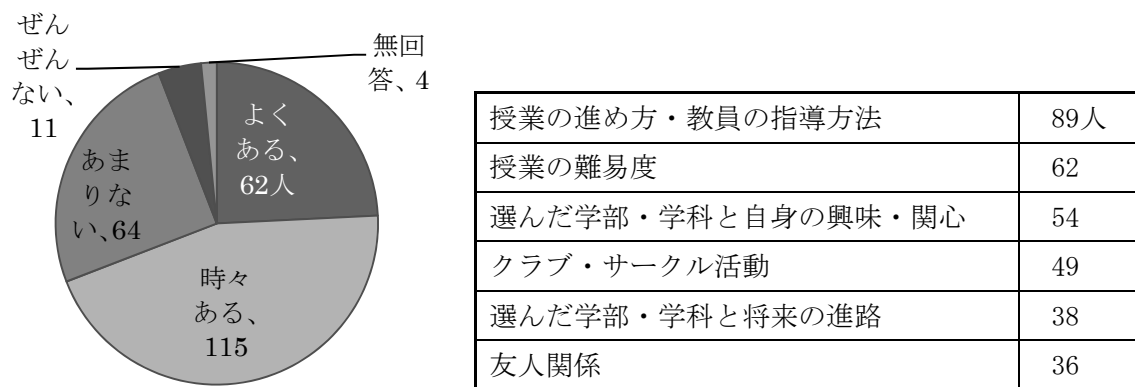 ぜん
ぜん
ない、
11
無回
答、4
よく
ある、
62人
あま
りな
い、64
時々
ある、
115
授業の進め方・教員の指導方法 89人
授業の難易度 62
選んだ学部・学科と自身の興味・関心 54
クラブ・サークル活動 49
選んだ学部・学科と将来の進路 38
友人関係 36